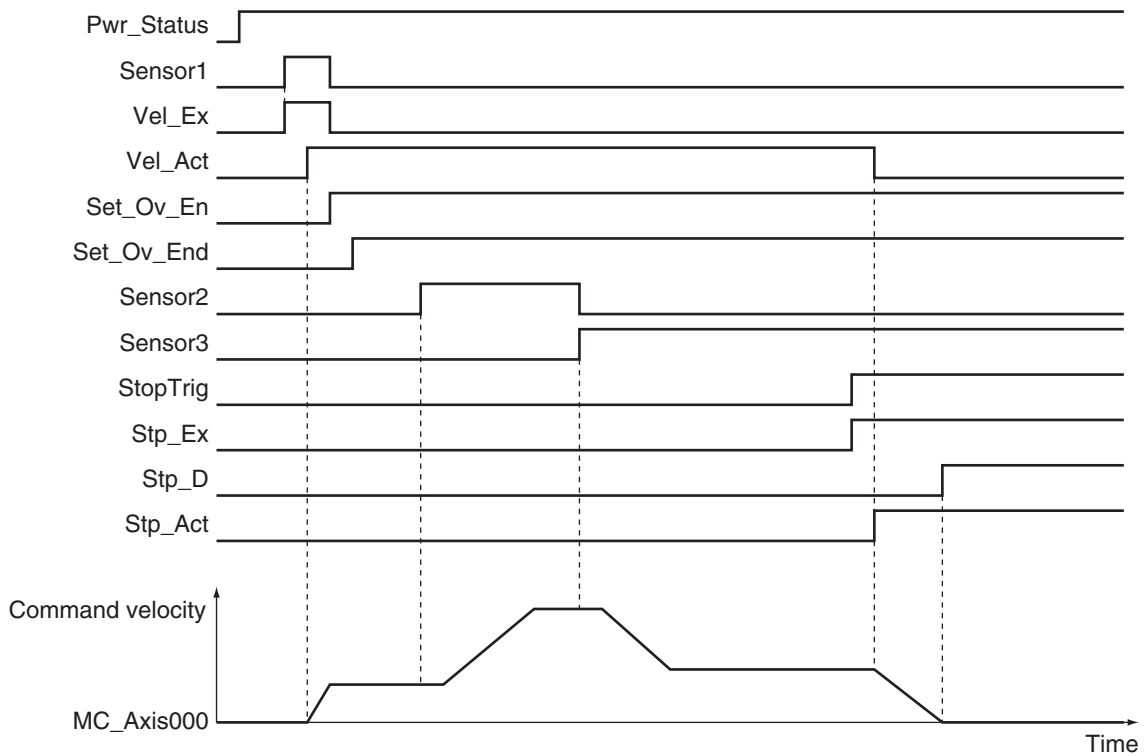 Pwr_Status
Sensor1
Vel_Ex
Vel_Act
Set_Ov_En
Set_Ov_End
Sensor2
Sensor3
StopTrig
Stp_Ex
Stp_D
Stp_Act
Command velocity
MC_Axis000
Time